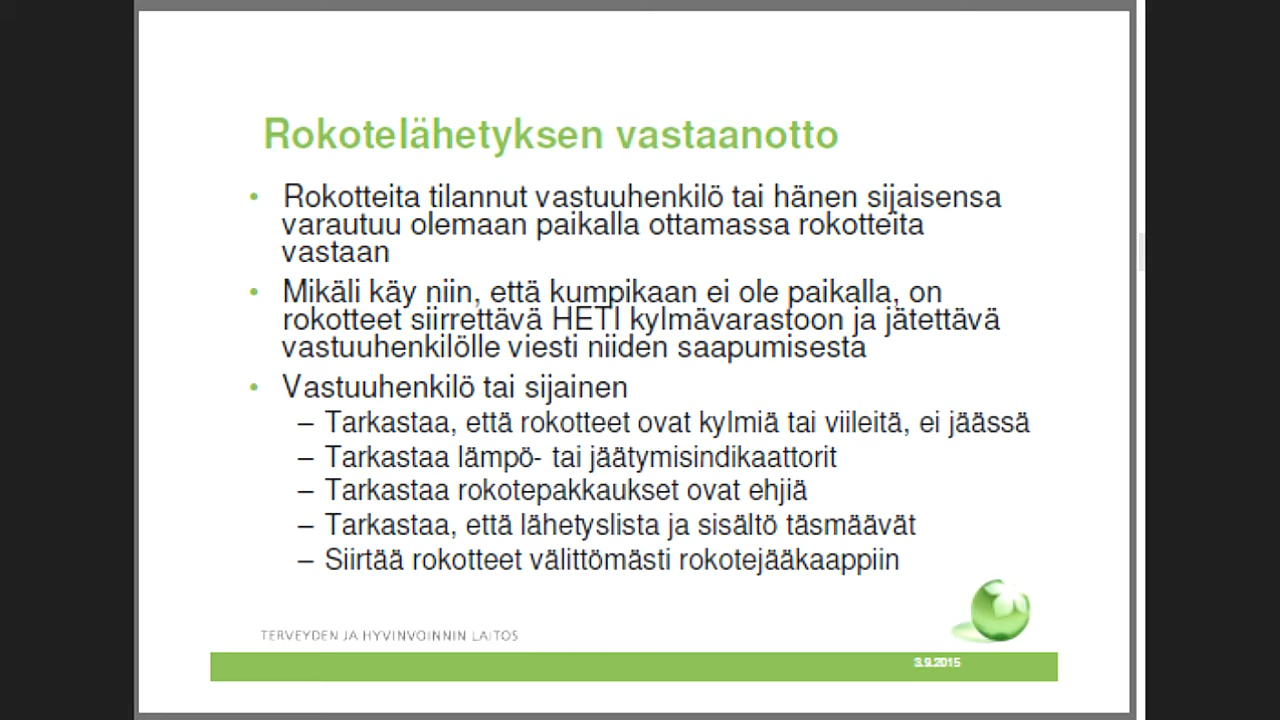 Rokotelähetyksen vastaanotto
• Rokotteita tilannut vastuuhenkilö tai hänen sijaisensa
varautuu olemaan paikalla ottamassa rokotteita
vastaan
• Mikäli käy niin, että kumpikaan ei ole paikalla, on
rokotteet siirrettävä HETI kylmävarastoon ja jätettävä
vastuuhenkilölle viesti niiden saapumisesta
• Vastuuhenkilö tai sijainen
– Tarkastaa, että rokotteet ovat kylmiä tai viileitä, ei jäässä
– Tarkastaa lämpö- tai jäätymisindikaattorit
– Tarkastaa rokotepakkaukset ovat ehjiä
– Tarkastaa, että lähetyslista ja sisältö täsmäävät
– Siirtää rokotteet välittömästi rokotejääkaappiin
TERVEYDEN JA HYVINVOINNIN LAITOS
3.9.2015